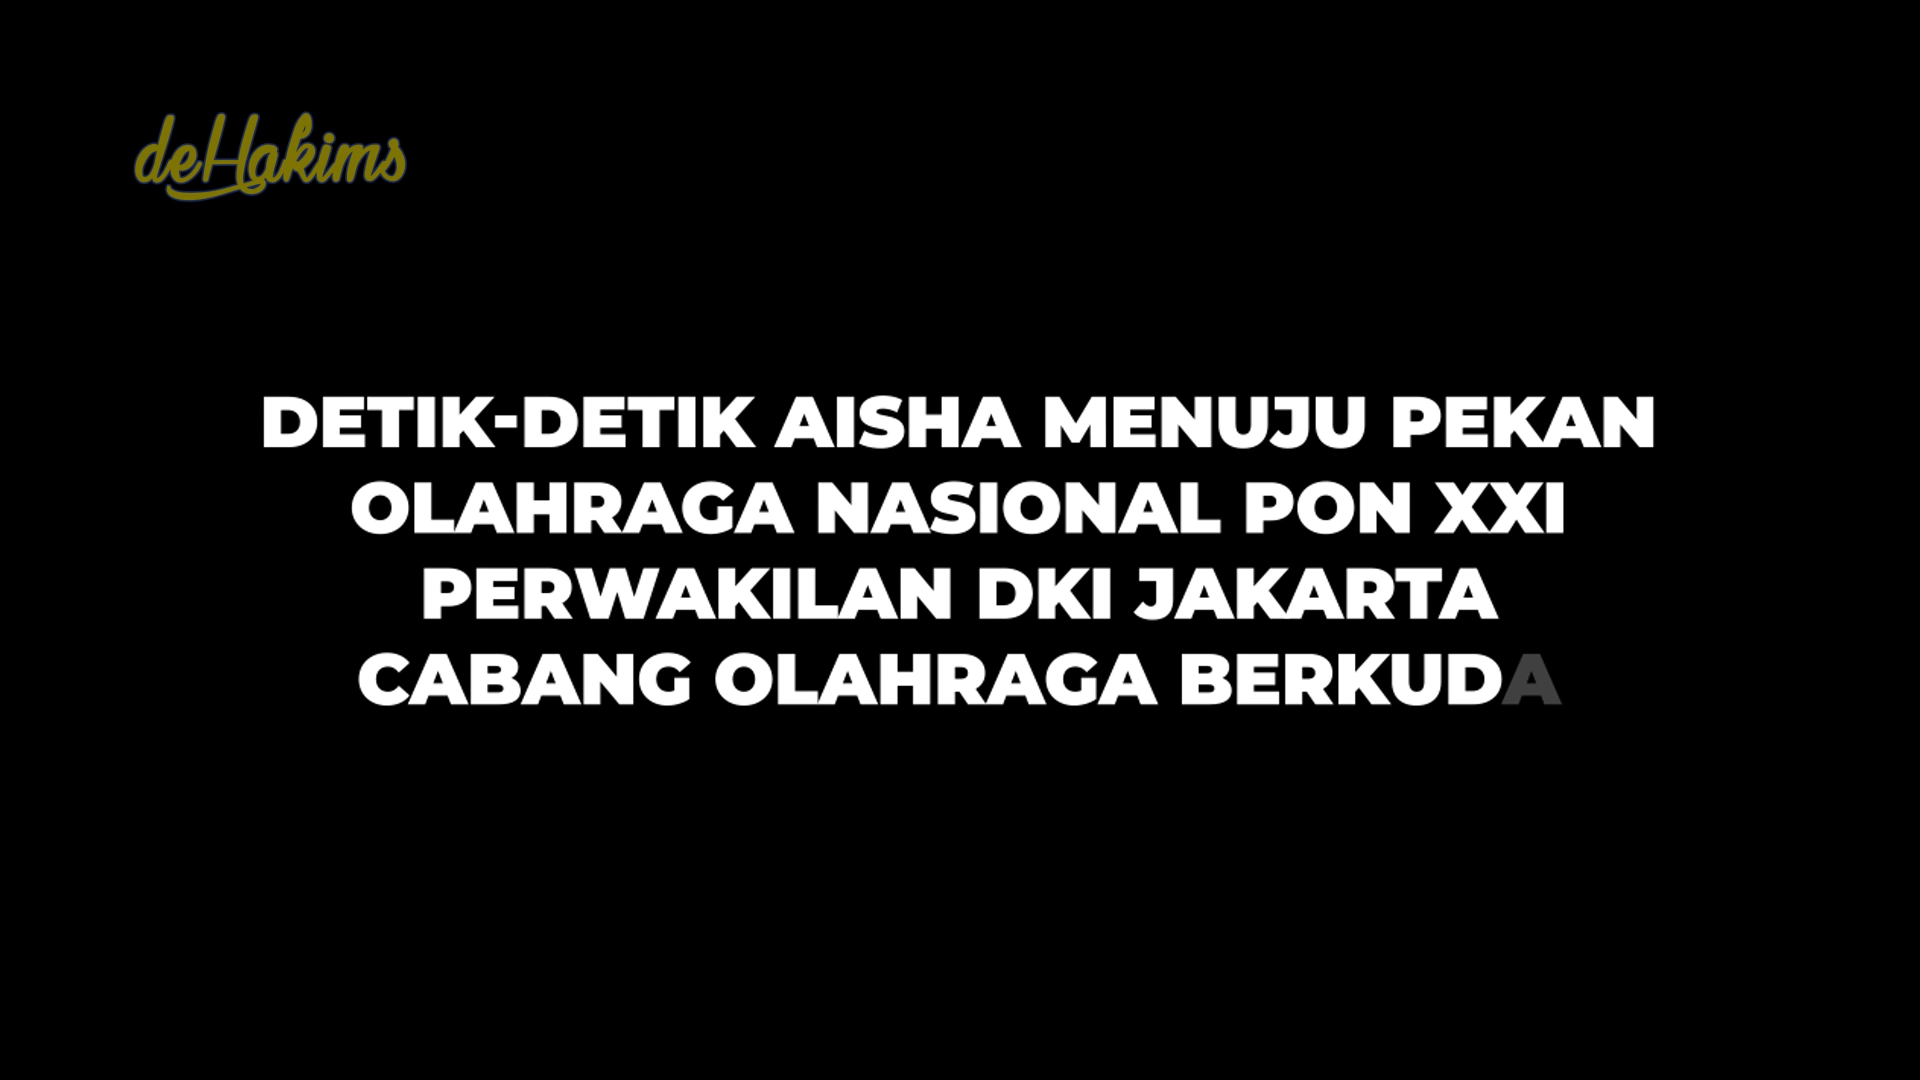 deHakims
DETIK-DETIK AISHA MENUJU PEKAN
OLAHRAGA NASIONAL PON XXI
PERWAKILAN DKI JAKARTA
CABANG OLAHRAGA BERKUDA